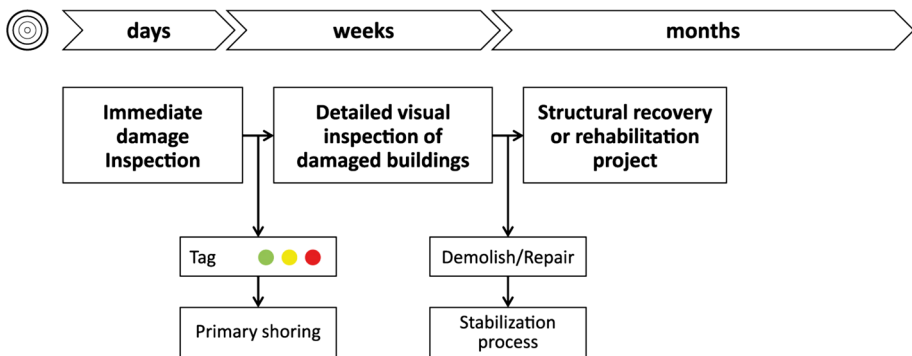 days
weeks
months
Immediate
damage
Inspection
Detailed visual
inspection of
damaged buildings
Structural recovery
or rehabilitation
project
Tag
Demolish/Repair
Primary shoring
Stabilization
process